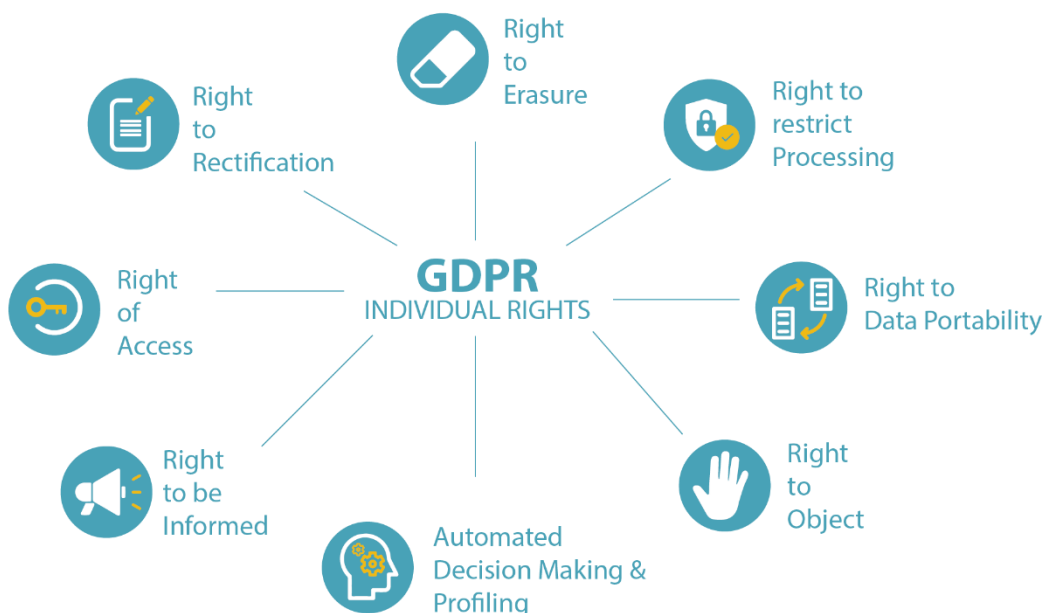 Right
to
Erasure
Right
to
Rectification
Right to
restrict
Processing
GDPR
INDIVIDUAL RIGHTS
Right
of
Access
Right to
Data Portability
Right
to be
Informed
Right
to
Object
Automated
Decision Making &
Profiling